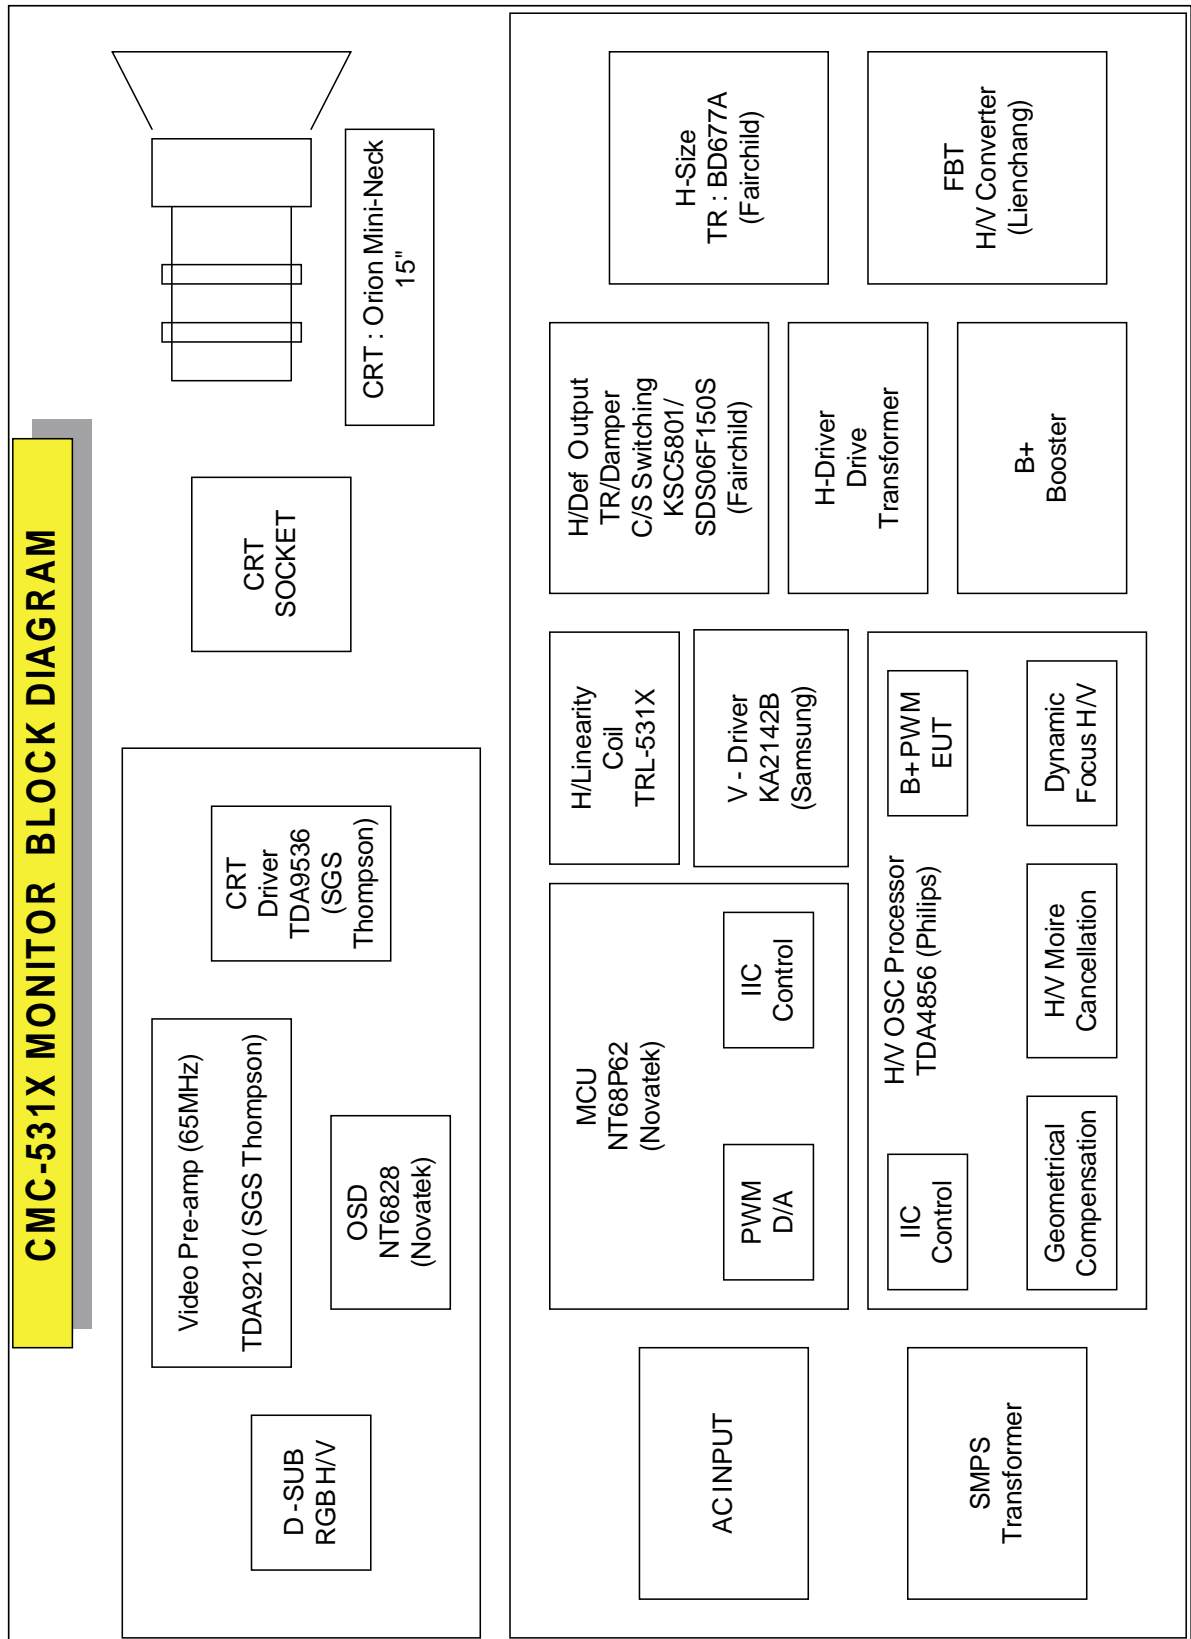 CMC-531X MONITOR BLOCK DIAGRAM
D - SUB
RGB H/V
Video Pre-amp (65MHz)
TDA9210 (SGS Thompson)
OSD
NT6828
(Novatek)
CRT
Driver
TDA9536
(SGS
Thompson)
CRT
SOCKET
CRT : Orion Mini-Neck
15"
AC INPUT
SMPS
Transformer
MCU
NT68P62
(Novatek)
PWM
D/A
IIC
Control
H/V OSC Processor
TDA4856 (Philips)
IIC
Control
B+ PWM
EUT
Geometrical
Compensation
H/V Moire
Cancellation
Dynamic
Focus H/V
H/Linearity
Coil
TRL-531X
V - Driver
KA2142B
(Samsung)
H/Def Output
TR/Damper
C/S Switching
KSC5801/
SDS06F150S
(Fairchild)
H-Driver
Drive
Transformer
B+
Booster
H-Size
TR : BD677A
(Fairchild)
FBT
H/V Converter
(Lienchang)